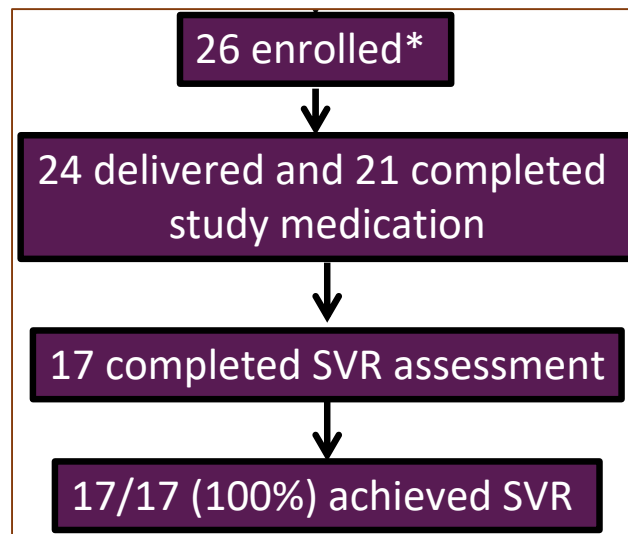 26 enrolled*
24 delivered and 21 completed
study medication
17 completed SVR assessment
17/17 (100%) achieved SVR